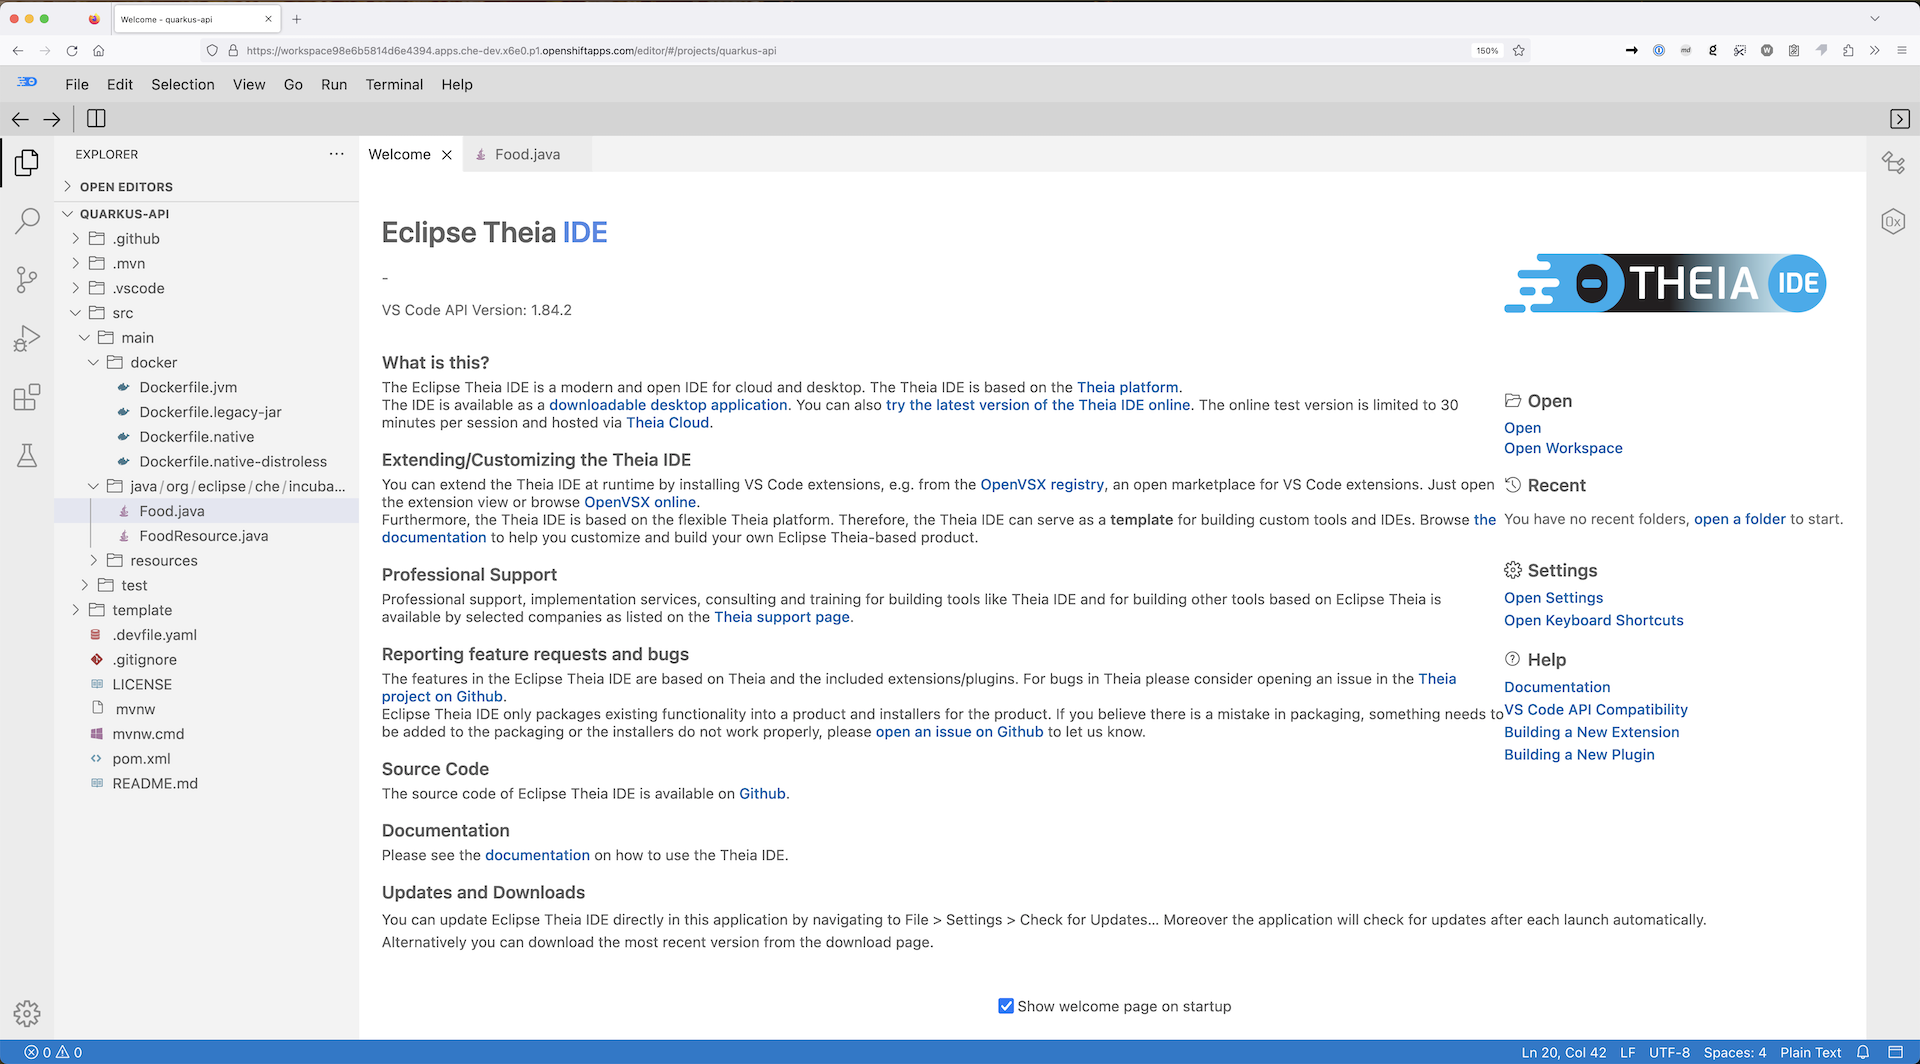 Welcome - quarkus-api
https://workspace98e6b5814d6e4394.apps.che-dev.x6e0.p1.openshiftapps.com/editor/#/projects/quarkus-api
150%
File Edit Selection View Go Run Terminal Help
EXPLORER
Welcome
Food.java
OPEN EDITORS
QUARKUS-API
.github
.mvn
.vscode
src
main
docker
Dockerfile.jvm
Dockerfile.legacy-jar
Dockerfile.native
Dockerfile.native-distroless
java/org/eclipse/che/incuba...
Food.java
FoodResource.java
resources
test
template
.devfile.yaml
.gitignore
LICENSE
mvnw
mvnw.cmd
pom.xml
README.md
Eclipse Theia IDE
-
VS Code API Version: 1.84.2
What is this?
The Eclipse Theia IDE is a modern and open IDE for cloud and desktop. The Theia IDE is based on the Theia platform.
The IDE is available as a downloadable desktop application. You can also try the latest version of the Theia IDE online. The online test version is limited to 30
minutes per session and hosted via Theia Cloud.
Extending/Customizing the Theia IDE
You can extend the Theia IDE at runtime by installing VS Code extensions, e.g. from the OpenVSX registry, an open marketplace for VS Code extensions. Just open
the extension view or browse OpenVSX online.
Furthermore, the Theia IDE is based on the flexible Theia platform. Therefore, the Theia IDE can serve as a template for building custom tools and IDEs. Browse the
documentation to help you customize and build your own Eclipse Theia-based product.
Professional Support
Professional support, implementation services, consulting and training for building tools like Theia IDE and for building other tools based on Eclipse Theia is
available by selected companies as listed on the Theia support page.
Reporting feature requests and bugs
The features in the Eclipse Theia IDE are based on Theia and the included extensions/plugins. For bugs in Theia please consider opening an issue in the Theia
project on Github.
Eclipse Theia IDE only packages existing functionality into a product and installers for the product. If you believe there is a mistake in packaging, something needs to
be added to the packaging or the installers do not work properly, please open an issue on Github to let us know.
Source Code
The source code of Eclipse Theia IDE is available on Github.
Documentation
Please see the documentation on how to use the Theia IDE.
Updates and Downloads
You can update Eclipse Theia IDE directly in this application by navigating to File > Settings > Check for Updates... Moreover the application will check for updates after each launch automatically.
Alternatively you can download the most recent version from the download page.
Show welcome page on startup
THEIA IDE
Open
Open
Open Workspace
Recent
You have no recent folders, open a folder to start.
Settings
Open Settings
Open Keyboard Shortcuts
Help
Documentation
VS Code API Compatibility
Building a New Extension
Building a New Plugin
0x
0 0
Ln 20, Col 42 LF UTF-8 Spaces: 4 Plain Text